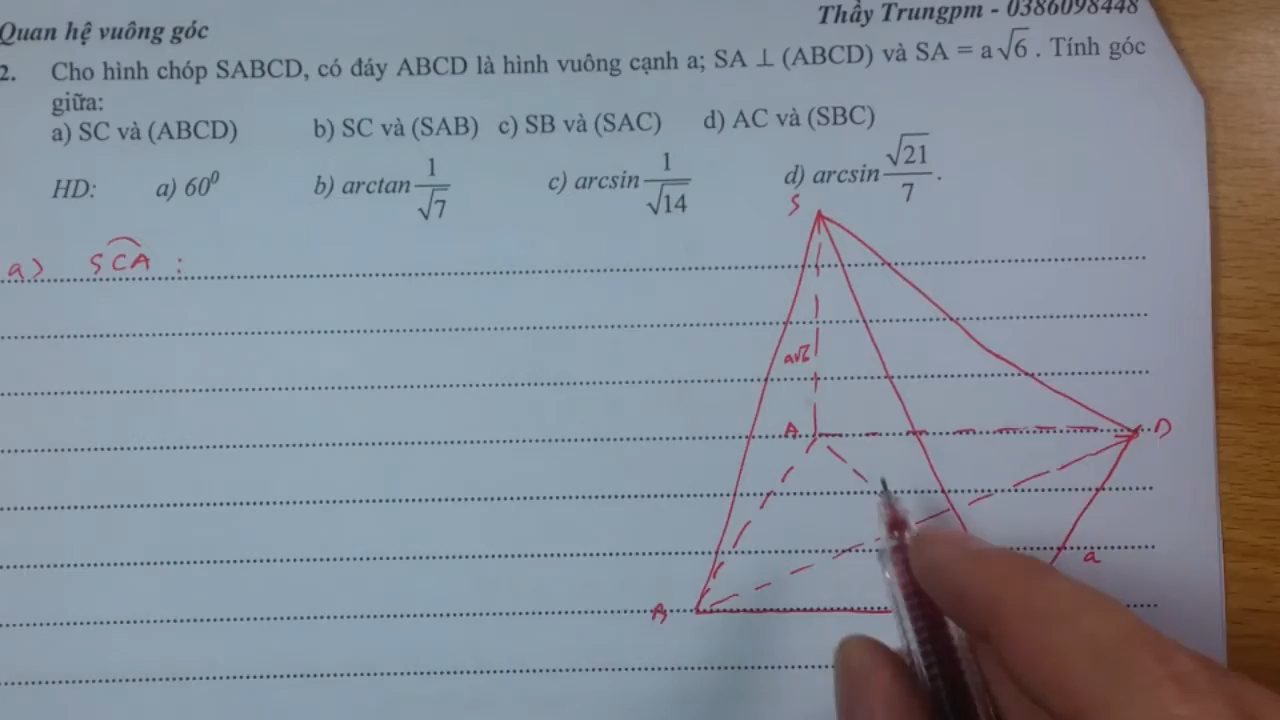 Quan hệ vuông góc
Thầy Trungpm - 0386098448
2. Cho hình chóp SABCD, có đáy ABCD là hình vuông cạnh a; SA ⊥ (ABCD) và SA = a√6 . Tính góc
giữa:
a) SC và (ABCD) b) SC và (SAB) c) SB và (SAC) d) AC và (SBC)
HD: a) 60⁰ b) arctan 1/√7 c) arcsin 1/√14 d) arcsin √21/7 .
S
a) SCA :
a√6
A
D
a
B